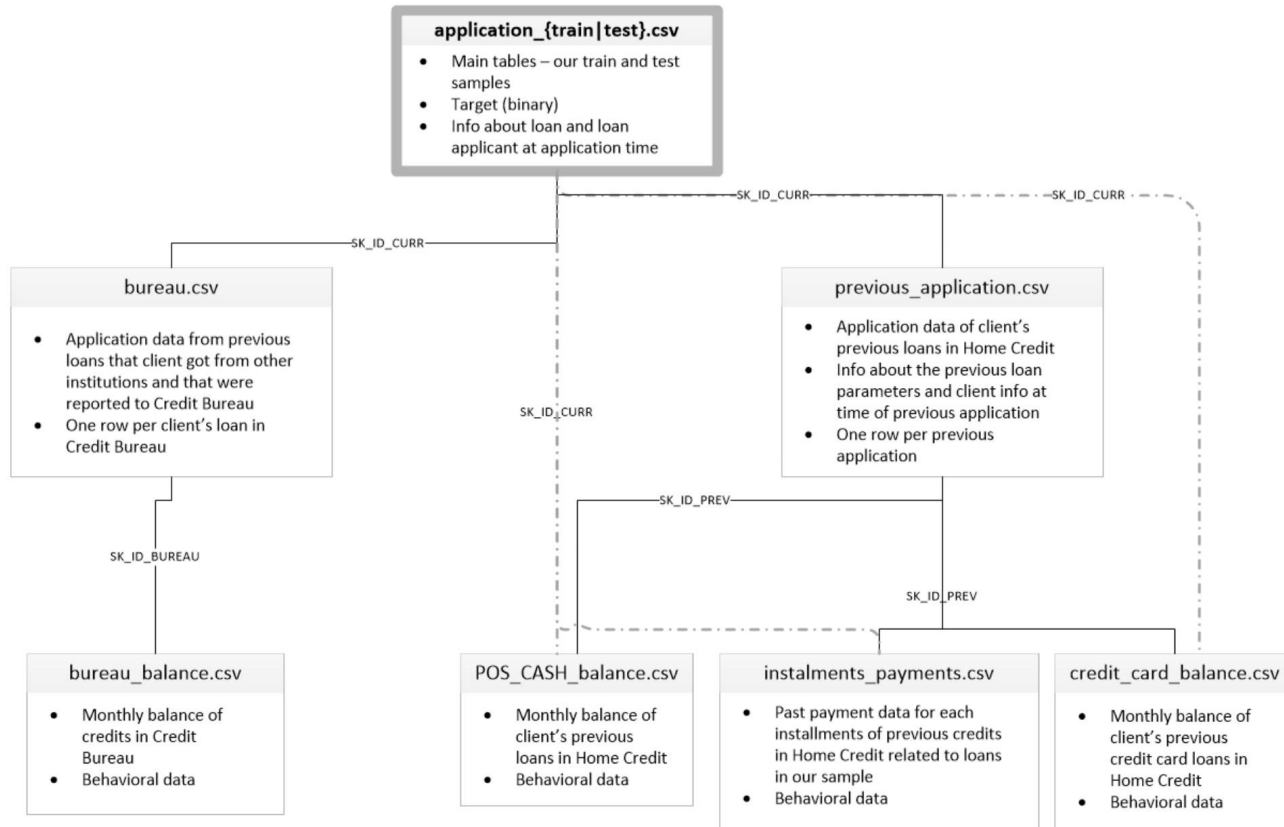 application_{train|test}.csv
• Main tables – our train and test
samples
• Target (binary)
• Info about loan and loan
applicant at application time
SK_ID_CURR
SK_ID_CURR
SK_ID_CURR
bureau.csv
• Application data from previous
loans that client got from other
institutions and that were
reported to Credit Bureau
• One row per client's loan in
Credit Bureau
previous_application.csv
• Application data of client's
previous loans in Home Credit
• Info about the previous loan
parameters and client info at
time of previous application
• One row per previous
application
SK_ID_CURR
SK_ID_PREV
SK_ID_BUREAU
SK_ID_PREV
bureau_balance.csv
• Monthly balance of
credits in Credit
Bureau
• Behavioral data
POS_CASH_balance.csv
• Monthly balance of
client's previous
loans in Home Credit
• Behavioral data
instalments_payments.csv
• Past payment data for each
installments of previous credits
in Home Credit related to loans
in our sample
• Behavioral data
credit_card_balance.csv
• Monthly balance of
client's previous
credit card loans in
Home Credit
• Behavioral data